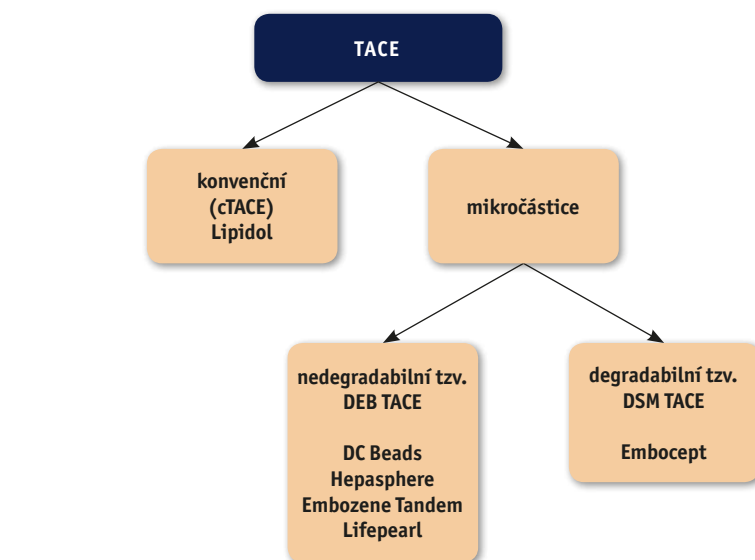 TACE
konvenční
(cTACE)
Lipidol
mikročástice
nedegradabilní tzv.
DEB TACE
DC Beads
Hepasphere
Embozene Tandem
Lifepearl
degradabilní tzv.
DSM TACE
Embocept